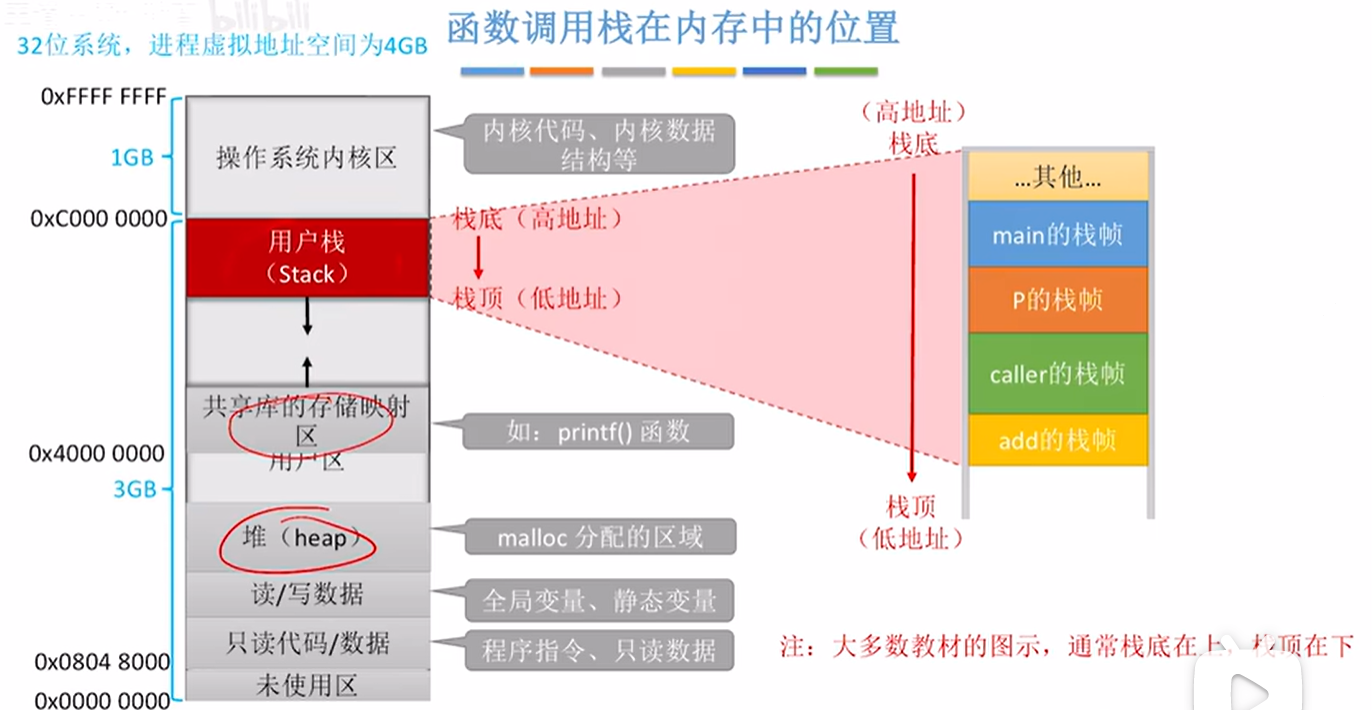 bilibili
函数调用栈在内存中的位置
32位系统，进程虚拟地址空间为4GB
0xFFFF FFFF
1GB
操作系统内核区
内核代码、内核数据
结构等
0xC000 0000
用户栈
（Stack）
栈底（高地址）
栈顶（低地址）
共享库的存储映射
区
如：printf() 函数
0x4000 0000
用户区
3GB
堆（heap）
malloc 分配的区域
读/写数据
全局变量、静态变量
只读代码/数据
程序指令、只读数据
0x0804 8000
未使用区
0x0000 0000
（高地址）
栈底
...其他...
main的栈帧
P的栈帧
caller的栈帧
add的栈帧
栈顶
（低地址）
注：大多数教材的图示，通常栈底在上，栈顶在下